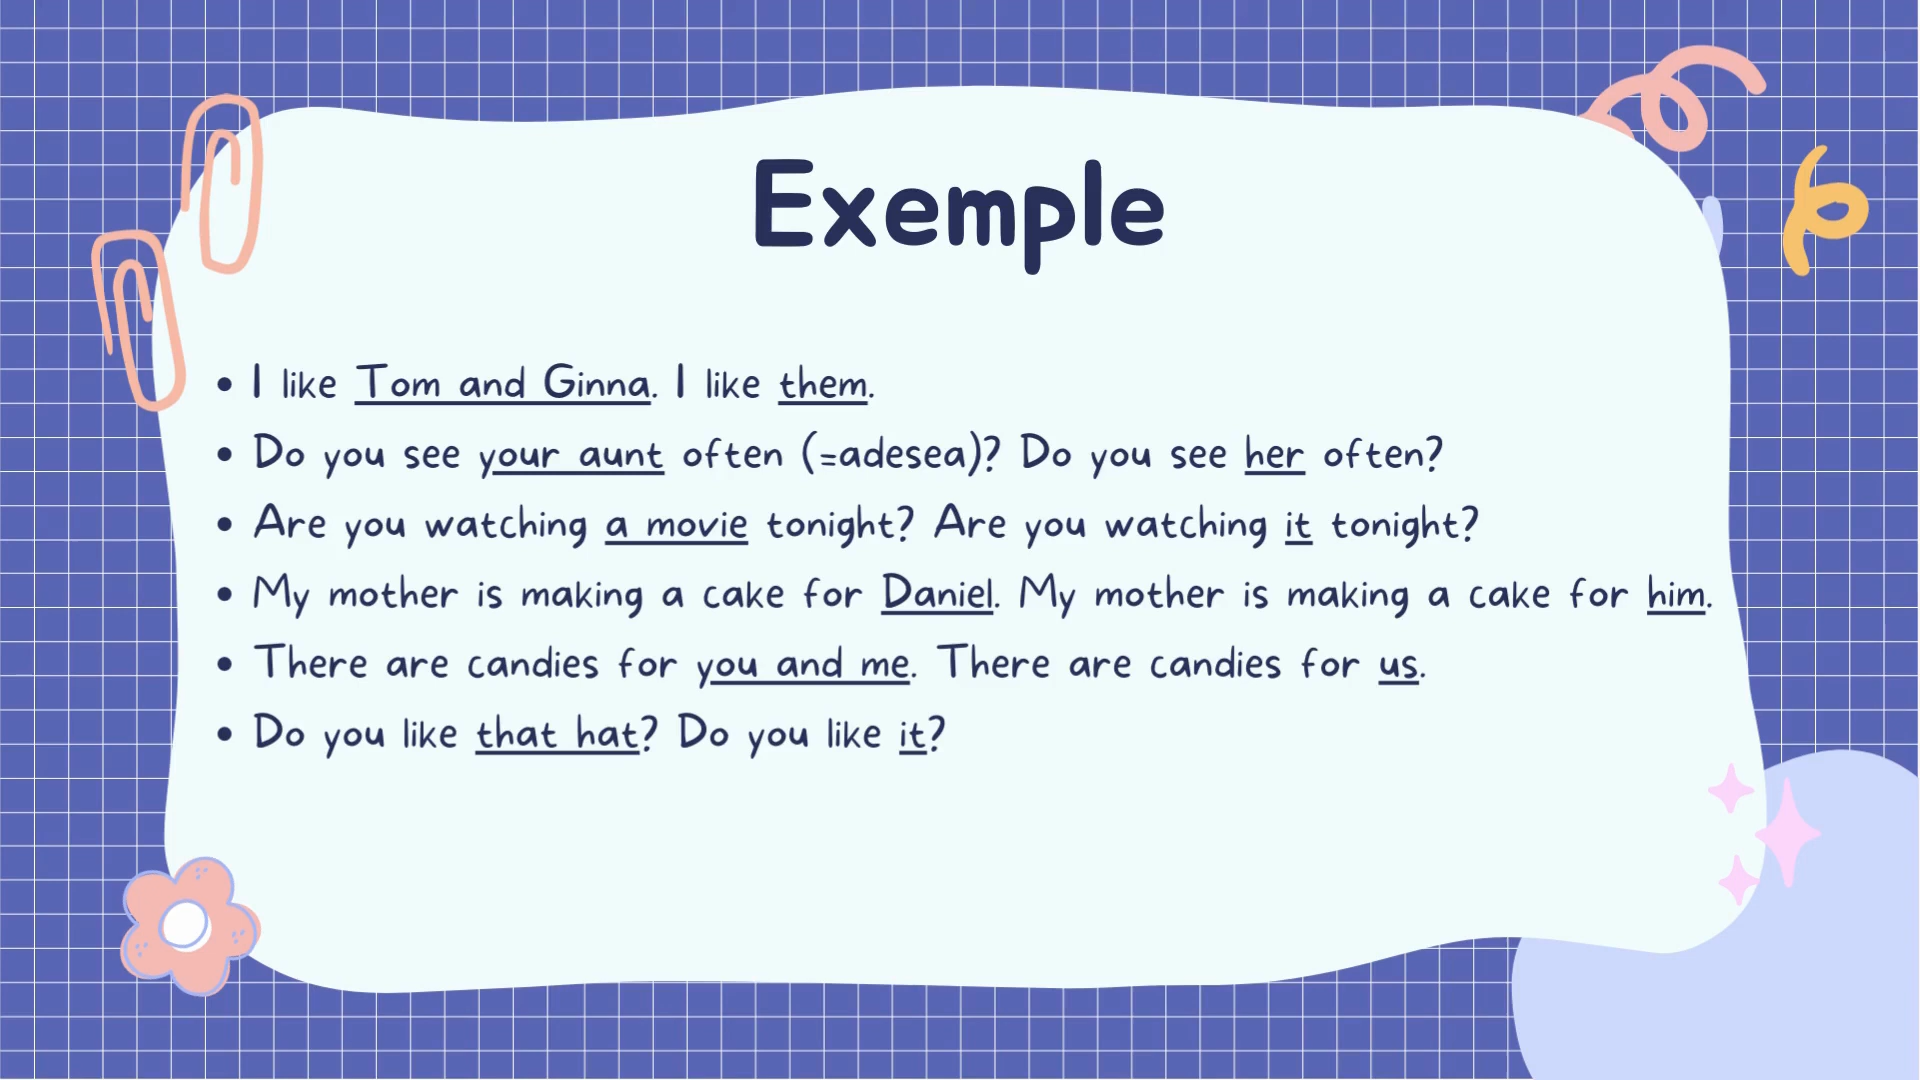 Exemple
• I like Tom and Ginna. I like them.
• Do you see your aunt often (=adesea)? Do you see her often?
• Are you watching a movie tonight? Are you watching it tonight?
• My mother is making a cake for Daniel. My mother is making a cake for him.
• There are candies for you and me. There are candies for us.
• Do you like that hat? Do you like it?